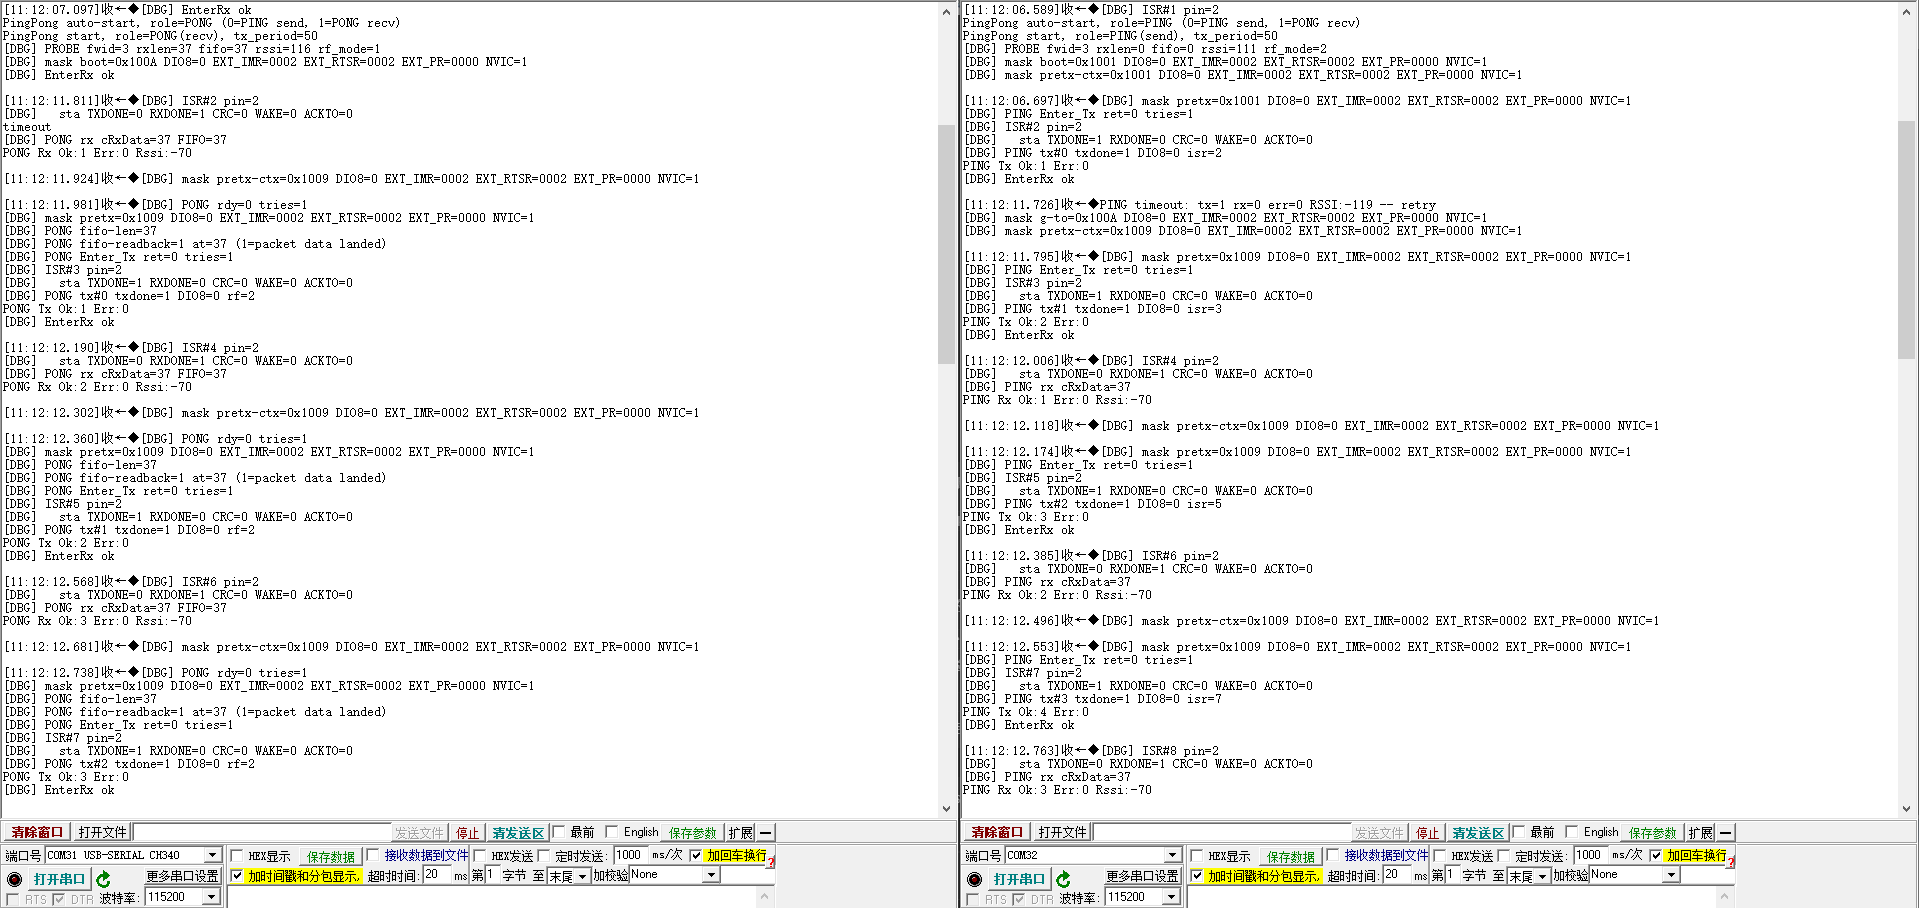 [11:12:07.097]收←◆[DBG] EnterRx ok
PingPong auto-start, role=PONG (0=PING send, 1=PONG recv)
PingPong start, role=PONG(recv), tx_period=50
[DBG] PROBE fwid=3 rxlen=37 fifo=37 rssi=116 rf_mode=1
[DBG] mask boot=0x100A DIO8=0 EXT_IMR=0002 EXT_RTSR=0002 EXT_PR=0000 NVIC=1
[DBG] EnterRx ok
[11:12:11.811]收←◆[DBG] ISR#2 pin=2
[DBG]   sta TXDONE=0 RXDONE=1 CRC=0 WAKE=0 ACKTO=0
timeout
[DBG] PONG rx cRxData=37 FIFO=37
PONG Rx Ok:1 Err:0 Rssi:-70
[11:12:11.924]收←◆[DBG] mask pretx-ctx=0x1009 DIO8=0 EXT_IMR=0002 EXT_RTSR=0002 EXT_PR=0000 NVIC=1
[11:12:11.981]收←◆[DBG] PONG rdy=0 tries=1
[DBG] mask pretx=0x1009 DIO8=0 EXT_IMR=0002 EXT_RTSR=0002 EXT_PR=0000 NVIC=1
[DBG] PONG fifo-len=37
[DBG] PONG fifo-readback=1 at=37 (1=packet data landed)
[DBG] PONG Enter_Tx ret=0 tries=1
[DBG] ISR#3 pin=2
[DBG]   sta TXDONE=1 RXDONE=0 CRC=0 WAKE=0 ACKTO=0
[DBG] PONG tx#0 txdone=1 DIO8=0 rf=2
PONG Tx Ok:1 Err:0
[DBG] EnterRx ok
[11:12:12.190]收←◆[DBG] ISR#4 pin=2
[DBG]   sta TXDONE=0 RXDONE=1 CRC=0 WAKE=0 ACKTO=0
[DBG] PONG rx cRxData=37 FIFO=37
PONG Rx Ok:2 Err:0 Rssi:-70
[11:12:12.302]收←◆[DBG] mask pretx-ctx=0x1009 DIO8=0 EXT_IMR=0002 EXT_RTSR=0002 EXT_PR=0000 NVIC=1
[11:12:12.360]收←◆[DBG] PONG rdy=0 tries=1
[DBG] mask pretx=0x1009 DIO8=0 EXT_IMR=0002 EXT_RTSR=0002 EXT_PR=0000 NVIC=1
[DBG] PONG fifo-len=37
[DBG] PONG fifo-readback=1 at=37 (1=packet data landed)
[DBG] PONG Enter_Tx ret=0 tries=1
[DBG] ISR#5 pin=2
[DBG]   sta TXDONE=1 RXDONE=0 CRC=0 WAKE=0 ACKTO=0
[DBG] PONG tx#1 txdone=1 DIO8=0 rf=2
PONG Tx Ok:2 Err:0
[DBG] EnterRx ok
[11:12:12.568]收←◆[DBG] ISR#6 pin=2
[DBG]   sta TXDONE=0 RXDONE=1 CRC=0 WAKE=0 ACKTO=0
[DBG] PONG rx cRxData=37 FIFO=37
PONG Rx Ok:3 Err:0 Rssi:-70
[11:12:12.681]收←◆[DBG] mask pretx-ctx=0x1009 DIO8=0 EXT_IMR=0002 EXT_RTSR=0002 EXT_PR=0000 NVIC=1
[11:12:12.738]收←◆[DBG] PONG rdy=0 tries=1
[DBG] mask pretx=0x1009 DIO8=0 EXT_IMR=0002 EXT_RTSR=0002 EXT_PR=0000 NVIC=1
[DBG] PONG fifo-len=37
[DBG] PONG fifo-readback=1 at=37 (1=packet data landed)
[DBG] PONG Enter_Tx ret=0 tries=1
[DBG] ISR#7 pin=2
[DBG]   sta TXDONE=1 RXDONE=0 CRC=0 WAKE=0 ACKTO=0
[DBG] PONG tx#2 txdone=1 DIO8=0 rf=2
PONG Tx Ok:3 Err:0
[DBG] EnterRx ok
清除窗口 打开文件 发送文件 停止 清发送区 最前 English 保存参数 扩展 —
端口号 COM31 USB-SERIAL CH340 HEX显示 保存数据 接收数据到文件 HEX发送 定时发送: 1000 ms/次 加回车换行 ?
打开串口 更多串口设置 加时间戳和分包显示, 超时时间: 20 ms 第1 字节 至 末尾 加校验None
RTS DTR 波特率: 115200
[11:12:06.589]收←◆[DBG] ISR#1 pin=2
PingPong auto-start, role=PING (0=PING send, 1=PONG recv)
PingPong start, role=PING(send), tx_period=50
[DBG] PROBE fwid=3 rxlen=0 fifo=0 rssi=111 rf_mode=2
[DBG] mask boot=0x1001 DIO8=0 EXT_IMR=0002 EXT_RTSR=0002 EXT_PR=0000 NVIC=1
[DBG] mask pretx-ctx=0x1001 DIO8=0 EXT_IMR=0002 EXT_RTSR=0002 EXT_PR=0000 NVIC=1
[11:12:06.697]收←◆[DBG] mask pretx=0x1001 DIO8=0 EXT_IMR=0002 EXT_RTSR=0002 EXT_PR=0000 NVIC=1
[DBG] PING Enter_Tx ret=0 tries=1
[DBG] ISR#2 pin=2
[DBG]   sta TXDONE=1 RXDONE=0 CRC=0 WAKE=0 ACKTO=0
[DBG] PING tx#0 txdone=1 DIO8=0 isr=2
PING Tx Ok:1 Err:0
[DBG] EnterRx ok
[11:12:11.726]收←◆PING timeout: tx=1 rx=0 err=0 RSSI:-119 -- retry
[DBG] mask g-to=0x100A DIO8=0 EXT_IMR=0002 EXT_RTSR=0002 EXT_PR=0000 NVIC=1
[DBG] mask pretx-ctx=0x1009 DIO8=0 EXT_IMR=0002 EXT_RTSR=0002 EXT_PR=0000 NVIC=1
[11:12:11.795]收←◆[DBG] mask pretx=0x1009 DIO8=0 EXT_IMR=0002 EXT_RTSR=0002 EXT_PR=0000 NVIC=1
[DBG] PING Enter_Tx ret=0 tries=1
[DBG] ISR#3 pin=2
[DBG]   sta TXDONE=1 RXDONE=0 CRC=0 WAKE=0 ACKTO=0
[DBG] PING tx#1 txdone=1 DIO8=0 isr=3
PING Tx Ok:2 Err:0
[DBG] EnterRx ok
[11:12:12.006]收←◆[DBG] ISR#4 pin=2
[DBG]   sta TXDONE=0 RXDONE=1 CRC=0 WAKE=0 ACKTO=0
[DBG] PING rx cRxData=37
PING Rx Ok:1 Err:0 Rssi:-70
[11:12:12.118]收←◆[DBG] mask pretx-ctx=0x1009 DIO8=0 EXT_IMR=0002 EXT_RTSR=0002 EXT_PR=0000 NVIC=1
[11:12:12.174]收←◆[DBG] mask pretx=0x1009 DIO8=0 EXT_IMR=0002 EXT_RTSR=0002 EXT_PR=0000 NVIC=1
[DBG] PING Enter_Tx ret=0 tries=1
[DBG] ISR#5 pin=2
[DBG]   sta TXDONE=1 RXDONE=0 CRC=0 WAKE=0 ACKTO=0
[DBG] PING tx#2 txdone=1 DIO8=0 isr=5
PING Tx Ok:3 Err:0
[DBG] EnterRx ok
[11:12:12.385]收←◆[DBG] ISR#6 pin=2
[DBG]   sta TXDONE=0 RXDONE=1 CRC=0 WAKE=0 ACKTO=0
[DBG] PING rx cRxData=37
PING Rx Ok:2 Err:0 Rssi:-70
[11:12:12.496]收←◆[DBG] mask pretx-ctx=0x1009 DIO8=0 EXT_IMR=0002 EXT_RTSR=0002 EXT_PR=0000 NVIC=1
[11:12:12.553]收←◆[DBG] mask pretx=0x1009 DIO8=0 EXT_IMR=0002 EXT_RTSR=0002 EXT_PR=0000 NVIC=1
[DBG] PING Enter_Tx ret=0 tries=1
[DBG] ISR#7 pin=2
[DBG]   sta TXDONE=1 RXDONE=0 CRC=0 WAKE=0 ACKTO=0
[DBG] PING tx#3 txdone=1 DIO8=0 isr=7
PING Tx Ok:4 Err:0
[DBG] EnterRx ok
[11:12:12.763]收←◆[DBG] ISR#8 pin=2
[DBG]   sta TXDONE=0 RXDONE=1 CRC=0 WAKE=0 ACKTO=0
[DBG] PING rx cRxData=37
PING Rx Ok:3 Err:0 Rssi:-70
清除窗口 打开文件 发送文件 停止 清发送区 最前 English 保存参数 扩展 —
端口号 COM32 HEX显示 保存数据 接收数据到文件 HEX发送 定时发送: 1000 ms/次 加回车换行 ?
打开串口 更多串口设置 加时间戳和分包显示, 超时时间: 20 ms 第1 字节 至 末尾 加校验None
RTS DTR 波特率: 115200